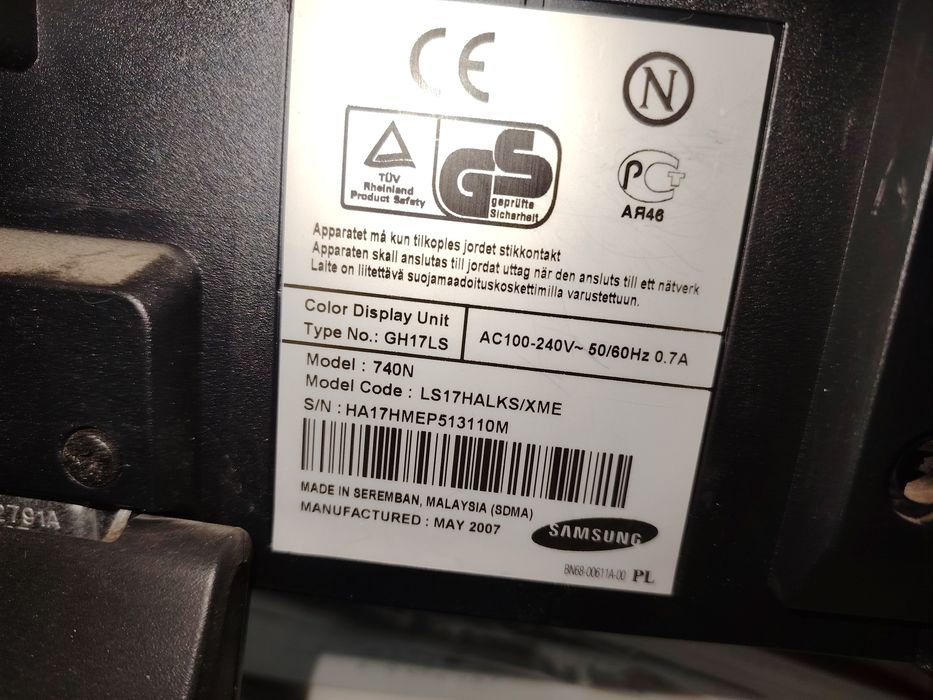 CE
N
TÜV
Rheinland
Product Safety
GS
geprüfte
Sicherheit
PCT
АЯ46
Apparatet må kun tilkoples jordet stikkontakt
Apparaten skall anslutas till jordat uttag när den ansluts till ett nätverk
Laite on liitettävä suojamaadoituskoskettimilla varustettuun.
Color Display Unit
Type No.: GH17LS
AC100-240V~ 50/60Hz 0.7A
Model : 740N
Model Code : LS17HALKS/XME
S/N : HA17HMEP513110M
MADE IN SEREMBAN, MALAYSIA (SDMA)
MANUFACTURED : MAY 2007
SAMSUNG
BN68-00611A-00 PL